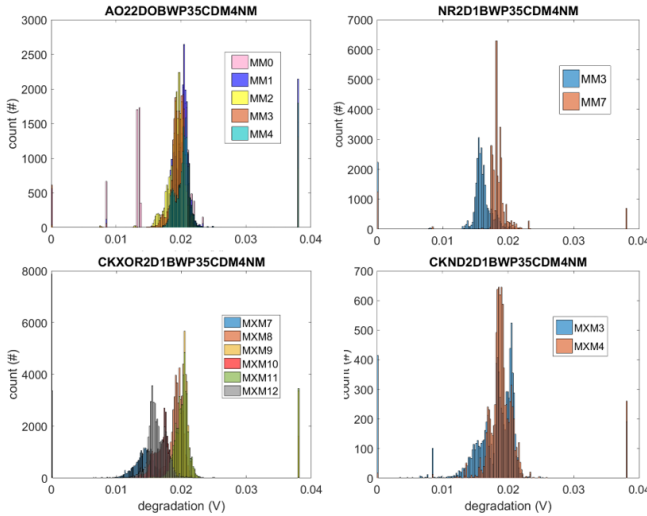 AO22DOBWP35CDM4NM
3000
2500
2000
1500
1000
500
0
count (#)
MM0
MM1
MM2
MM3
MM4
0 0.01 0.02 0.03 0.04
NR2D1BWP35CDM4NM
7000
6000
5000
4000
3000
2000
1000
0
count (#)
MM3
MM7
0 0.01 0.02 0.03 0.04
CKXOR2D1BWP35CDM4NM
8000
6000
4000
2000
0
count (#)
MXM7
MXM8
MXM9
MXM10
MXM11
MXM12
0 0.01 0.02 0.03 0.04
degradation (V)
CKND2D1BWP35CDM4NM
700
600
500
400
300
200
100
0
count (#)
MXM3
MXM4
0 0.01 0.02 0.03 0.04
degradation (V)